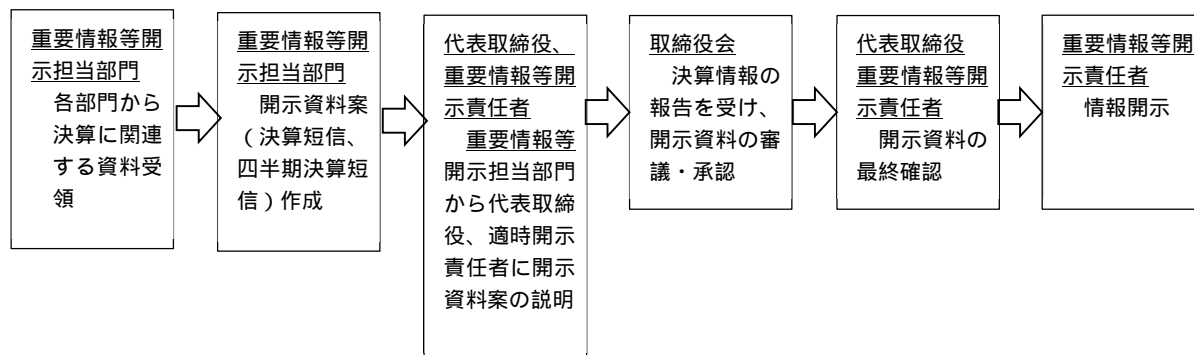 重要情報等開
示担当部門
各部門から
決算に関連
する資料受
領
重要情報等開
示担当部門
開示資料案
（決算短信、
四半期決算短
信）作成
代表取締役、
重要情報等開
示責任者
重要情報等
開示担当部門
から代表取締
役、適時開示
責任者に開示
資料案の説明
取締役会
決算情報の
報告を受け、
開示資料の審
議・承認
代表取締役
重要情報等開
示責任者
開示資料の
最終確認
重要情報等開
示責任者
情報開示